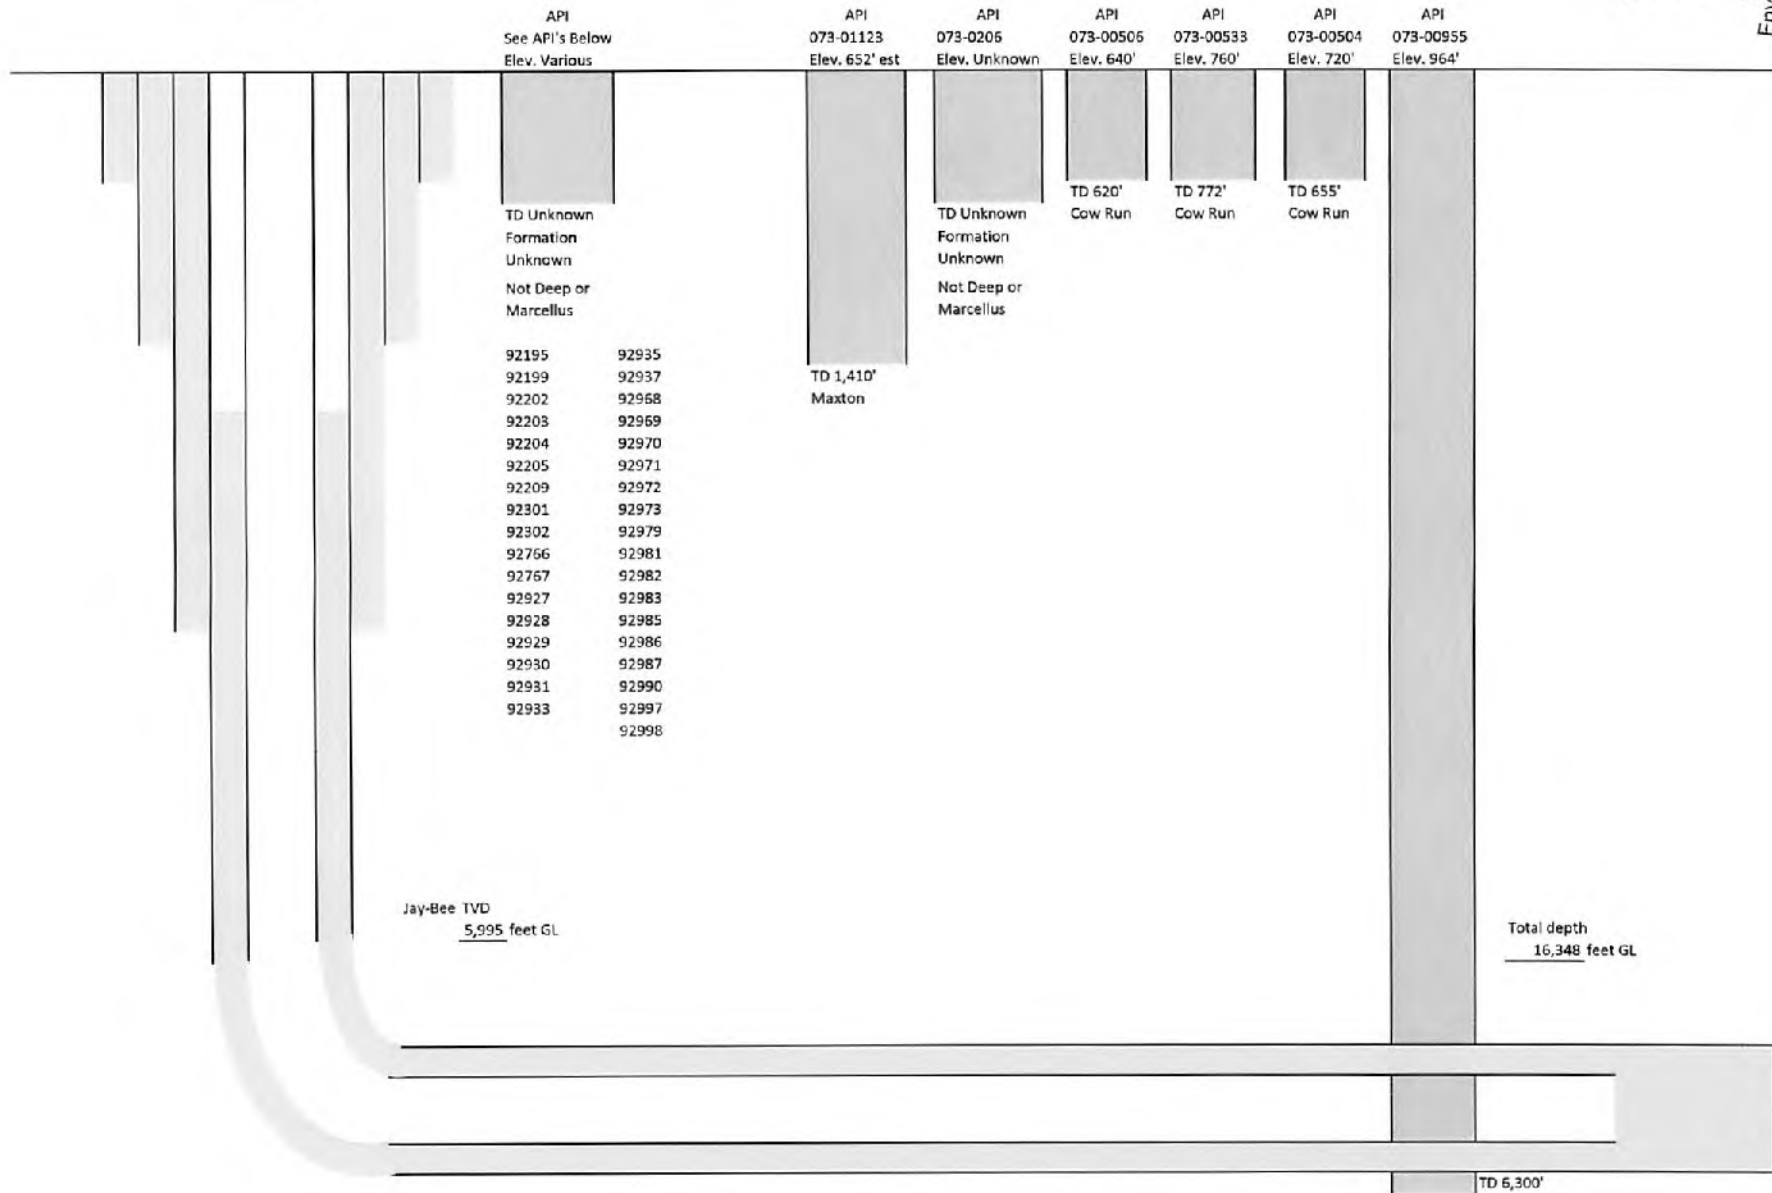 API
See API's Below
Elev. Various
API
073-01123
Elev. 652' est
API
073-0206
Elev. Unknown
API
073-00506
Elev. 640'
API
073-00533
Elev. 760'
API
073-00504
Elev. 720'
API
073-00955
Elev. 964'
TD Unknown
Formation
Unknown
Not Deep or
Marcellus
92195 92935
92199 92937
92202 92968
92203 92969
92204 92970
92205 92971
92209 92972
92301 92973
92302 92979
92766 92981
92767 92982
92927 92983
92928 92985
92929 92986
92930 92987
92931 92990
92933 92997
92998
TD 1,410'
Maxton
TD Unknown
Formation
Unknown
Not Deep or
Marcellus
TD 620'
Cow Run
TD 772'
Cow Run
TD 655'
Cow Run
Jay-Bee TVD
5,995 feet GL
Total depth
16,348 feet GL
TD 6,300'